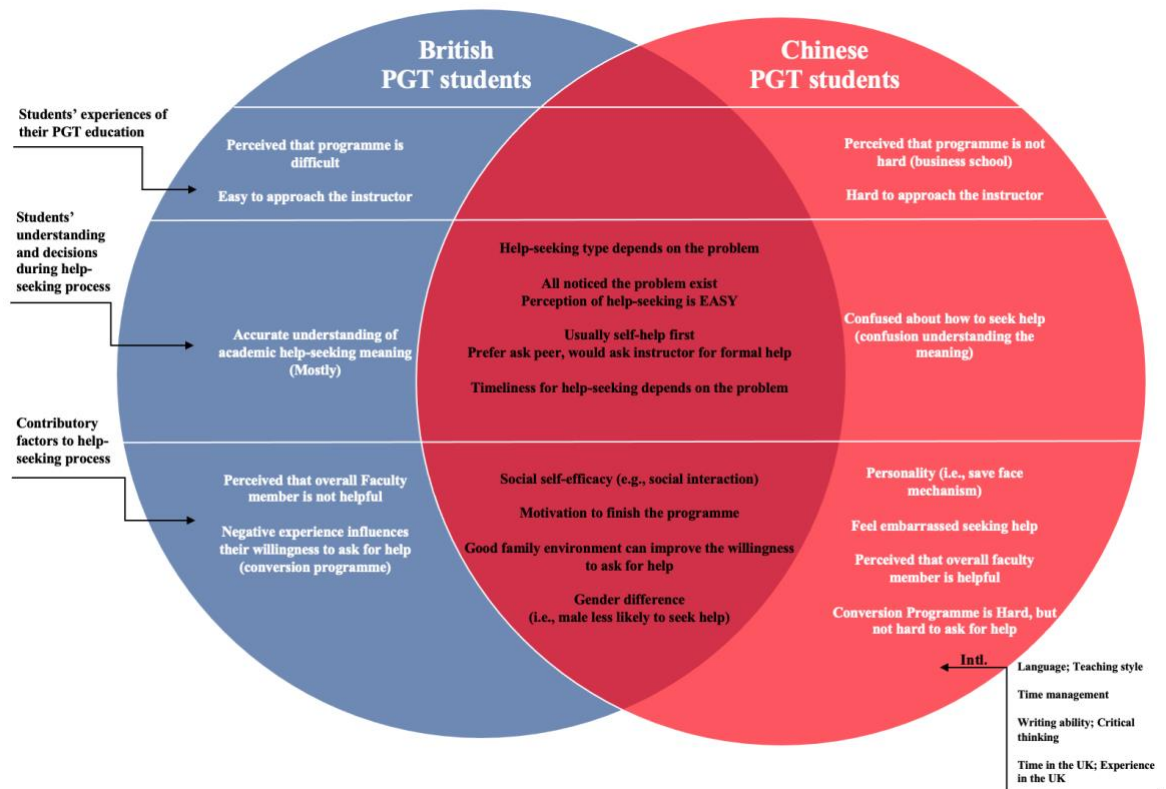 British
PGT students
Chinese
PGT students
Students' experiences of
their PGT education
Perceived that programme is
difficult
Easy to approach the instructor
Perceived that programme is not
hard (business school)
Hard to approach the instructor
Students'
understanding
and decisions
during help-
seeking process
Accurate understanding of
academic help-seeking meaning
(Mostly)
Help-seeking type depends on the problem
All noticed the problem exist
Perception of help-seeking is EASY
Usually self-help first
Prefer ask peer, would ask instructor for formal help
Timeliness for help-seeking depends on the problem
Confused about how to seek help
(confusion understanding the
meaning)
Contributory
factors to help-
seeking process
Perceived that overall Faculty
member is not helpful
Negative experience influences
their willingness to ask for help
(conversion programme)
Social self-efficacy (e.g., social interaction)
Motivation to finish the programme
Good family environment can improve the willingness
to ask for help
Gender difference
(i.e., male less likely to seek help)
Personality (i.e., save face
mechanism)
Feel embarrassed seeking help
Perceived that overall faculty
member is helpful
Conversion Programme is Hard, but
not hard to ask for help
Intl.
Language; Teaching style
Time management
Writing ability; Critical
thinking
Time in the UK; Experience
in the UK